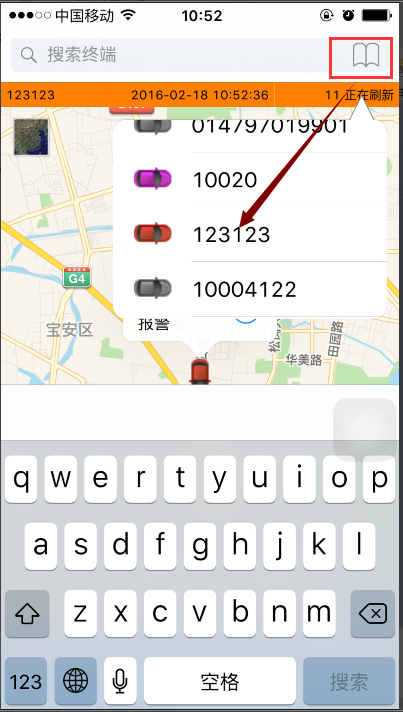 中国移动 10:52
搜索终端
123123 2016-02-18 10:52:36 11 正在刷新
014797019901
10020
123123
10004122
G4
报警
宝安区
松
华美路
田园路
q w e r t y u i o p
a s d f g h j k l
z x c v b n m
123 空格 搜索